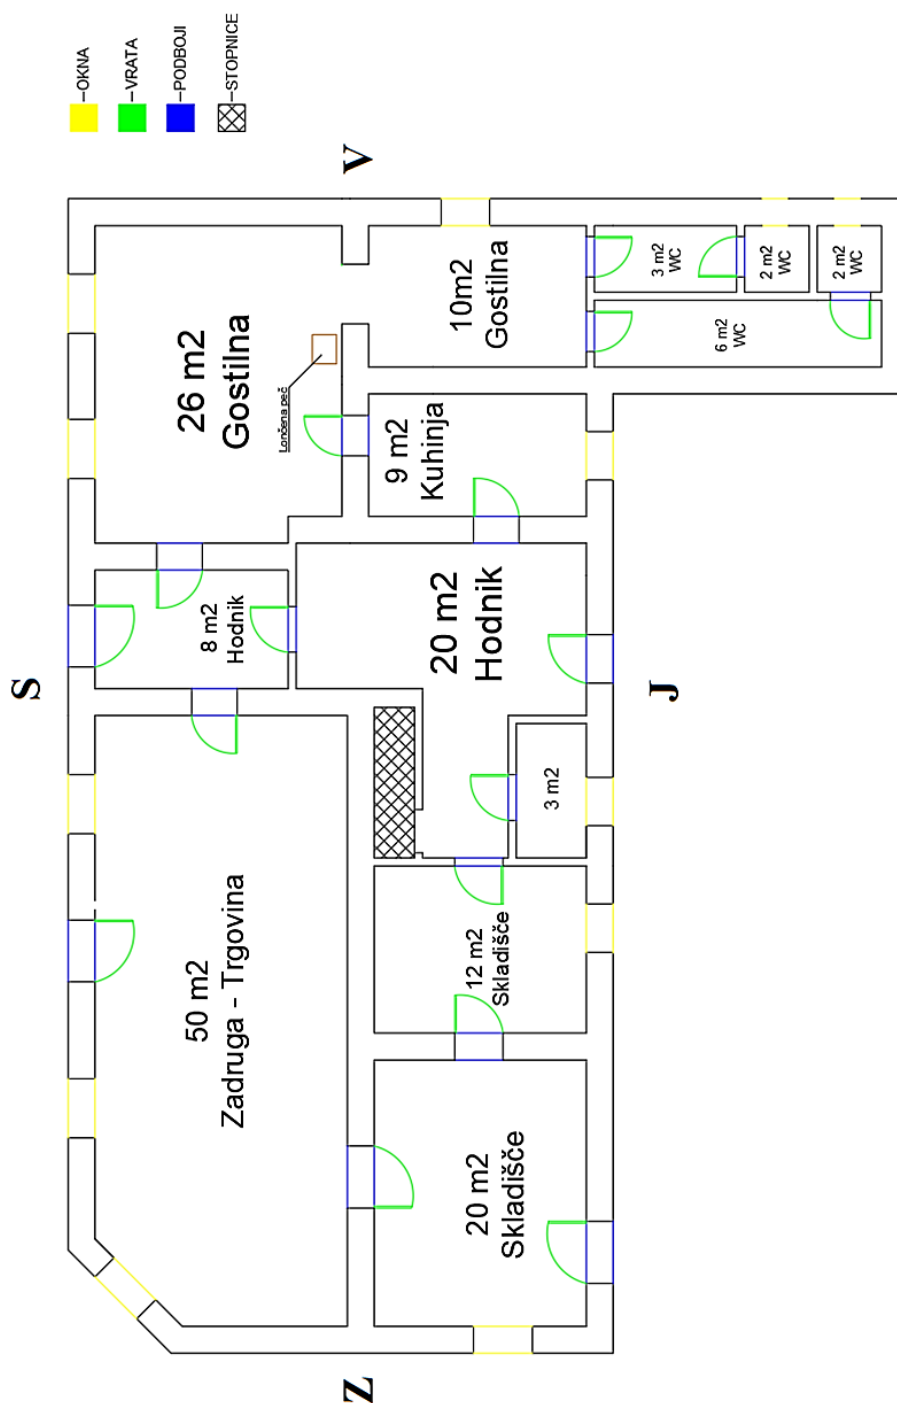 –OKNA
–VRATA
–PODBOJI
–STOPNICE
S
V
J
Z
50 m2
Zadruga - Trgovina
8 m2
Hodnik
26 m2
Gostilna
Lončena peč
20 m2
Skladišče
12 m2
Skladišče
3 m2
20 m2
Hodnik
9 m2
Kuhinja
10m2
Gostilna
3 m2
WC
2 m2
WC
2 m2
WC
6 m2
WC